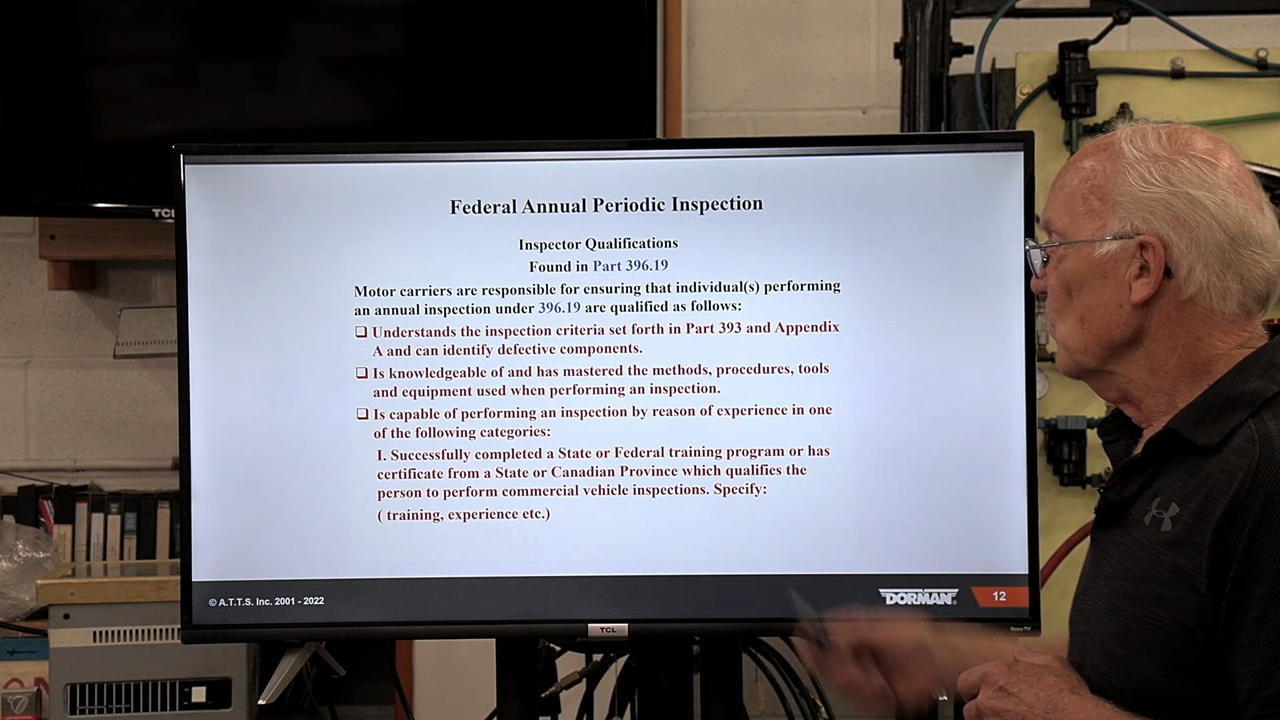 TCL
Federal Annual Periodic Inspection
Inspector Qualifications
Found in Part 396.19
Motor carriers are responsible for ensuring that individual(s) performing
an annual inspection under 396.19 are qualified as follows:
❑ Understands the inspection criteria set forth in Part 393 and Appendix
A and can identify defective components.
❑ Is knowledgeable of and has mastered the methods, procedures, tools
and equipment used when performing an inspection.
❑ Is capable of performing an inspection by reason of experience in one
of the following categories:
I. Successfully completed a State or Federal training program or has
certificate from a State or Canadian Province which qualifies the
person to perform commercial vehicle inspections. Specify:
( training, experience etc.)
© A.T.T.S. Inc. 2001 - 2022
DORMAN®
12
TCL
Roku TV